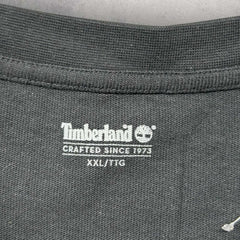 Timberland
CRAFTED SINCE 1973
XXL/TTG